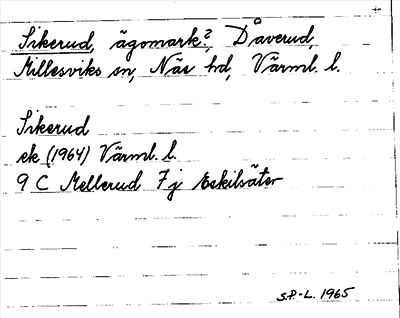 Sikerud, ägomark?, Dåverud,
Millesviks sn, Näs hd, Värml. l.
Sikerud
ek (1964) Värml. l.
9 C Mellerud 7 j Eskilsäter
S.P.-L. 1965